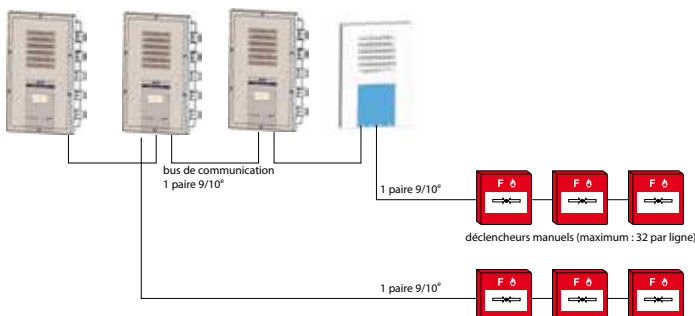 bus de communication
1 paire 9/10°
1 paire 9/10°
F
F
F
déclencheurs manuels (maximum : 32 par ligne)
1 paire 9/10°
F
F
F